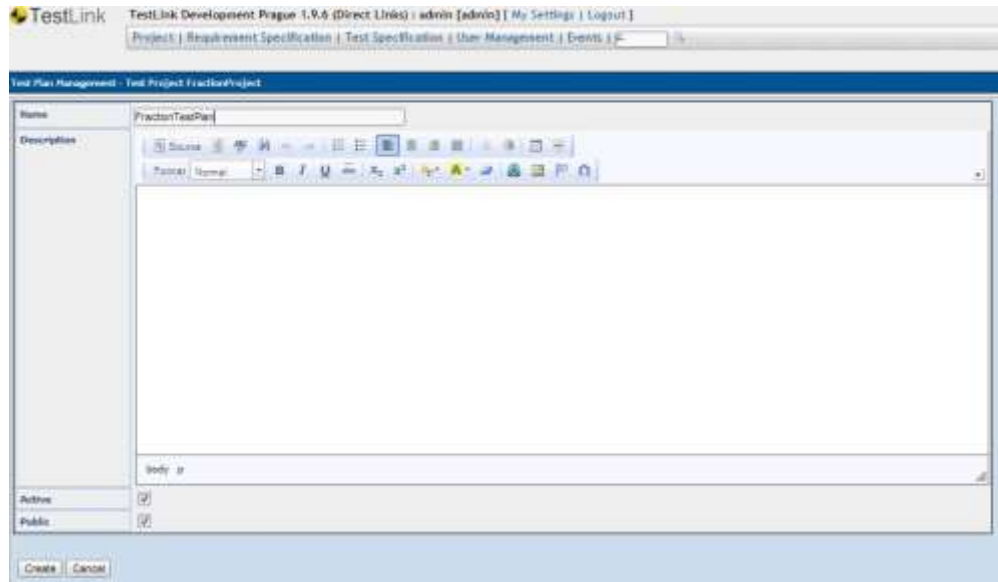 TestLink
TestLink Development Prague 1.9.6 (Direct Links) : admin [admin] [ My Settings | Logout ]
Project | Requirement Specification | Test Specification | User Management | Events |
Test Plan Management - Test Project FractionProject
Name
FractionTestPlan
Description
Source
Format Normal B I U
body p
Active
Public
Create Cancel